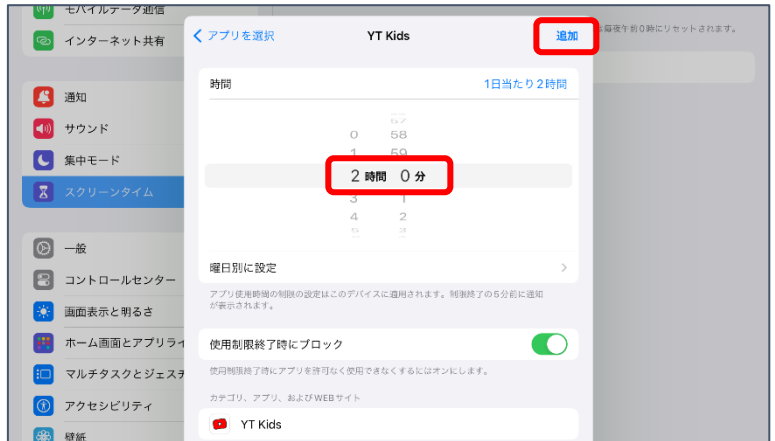 モバイルデータ通信
インターネット共有
通知
サウンド
集中モード
スクリーンタイム
一般
コントロールセンター
画面表示と明るさ
ホーム画面とアプリライ
マルチタスクとジェスチ
アクセシビリティ
壁紙
アプリを選択
YT Kids
追加
は毎夜午前0時にリセットされます。
時間
1日当たり2時間
57
0 58
1 59
2 時間 0 分
3 1
4 2
5 3
曜日別に設定
アプリ使用時間の制限の設定はこのデバイスに適用されます。制限終了の5分前に通知
が表示されます。
使用制限終了時にブロック
使用制限終了時にアプリを許可なく使用できなくするにはオンにします。
カテゴリ、アプリ、およびWEBサイト
YT Kids